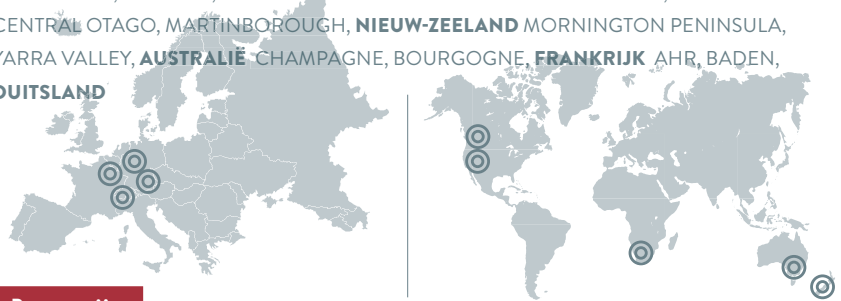 CENTRAL OTAGO, MARTINBOROUGH, NIEUW-ZEELAND MORNINGTON PENINSULA,
YARRA VALLEY, AUSTRALIË CHAMPAGNE, BOURGOGNE, FRANKRIJK AHR, BADEN,
DUITSLAND